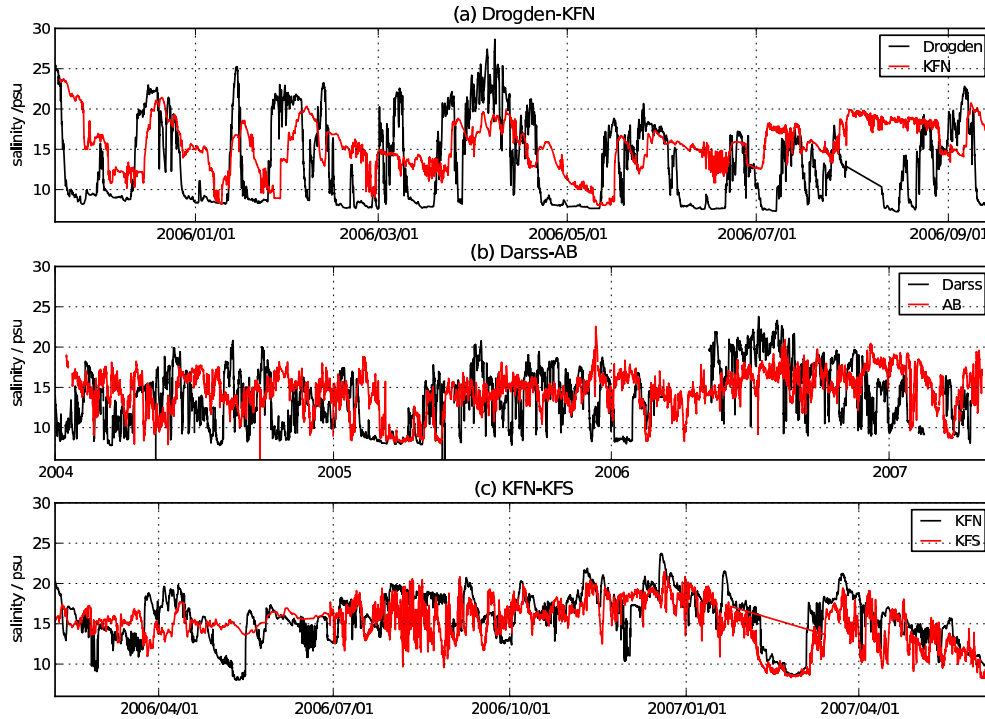 (a) Drogden-KFN
30
25
20
15
10
salinity /psu
Drogden
KFN
2006/01/01
2006/03/01
2006/05/01
2006/07/01
2006/09/01
(b) Darss-AB
30
25
20
15
10
salinity / psu
Darss
AB
2004
2005
2006
2007
(c) KFN-KFS
30
25
20
15
10
salinity / psu
KFN
KFS
2006/04/01
2006/07/01
2006/10/01
2007/01/01
2007/04/01